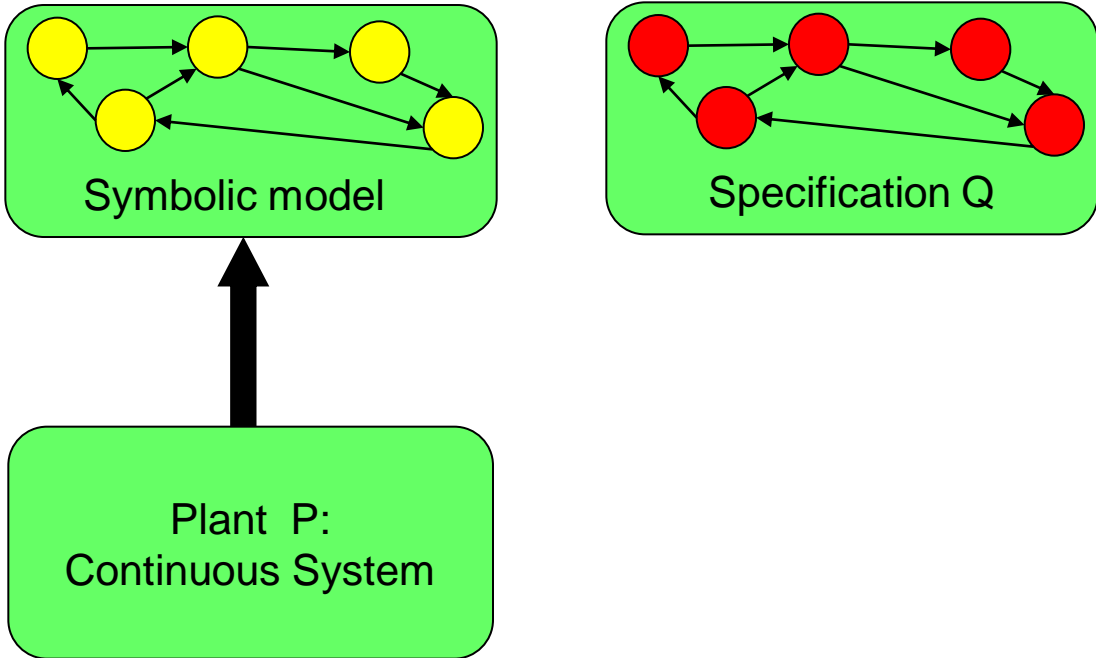 Symbolic model
Specification Q
Plant P:
Continuous System